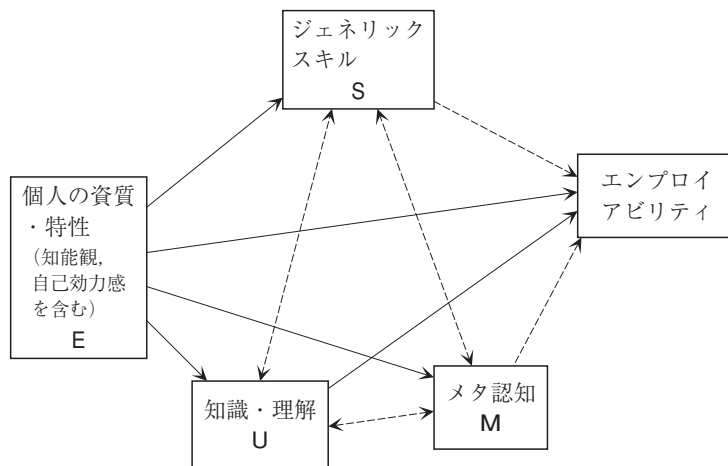 ジェネリック
スキル
S
エンプロイ
アビリティ
個人の資質
・特性
(知能観,
自己効力感
を含む)
E
知識・理解
U
メタ認知
M